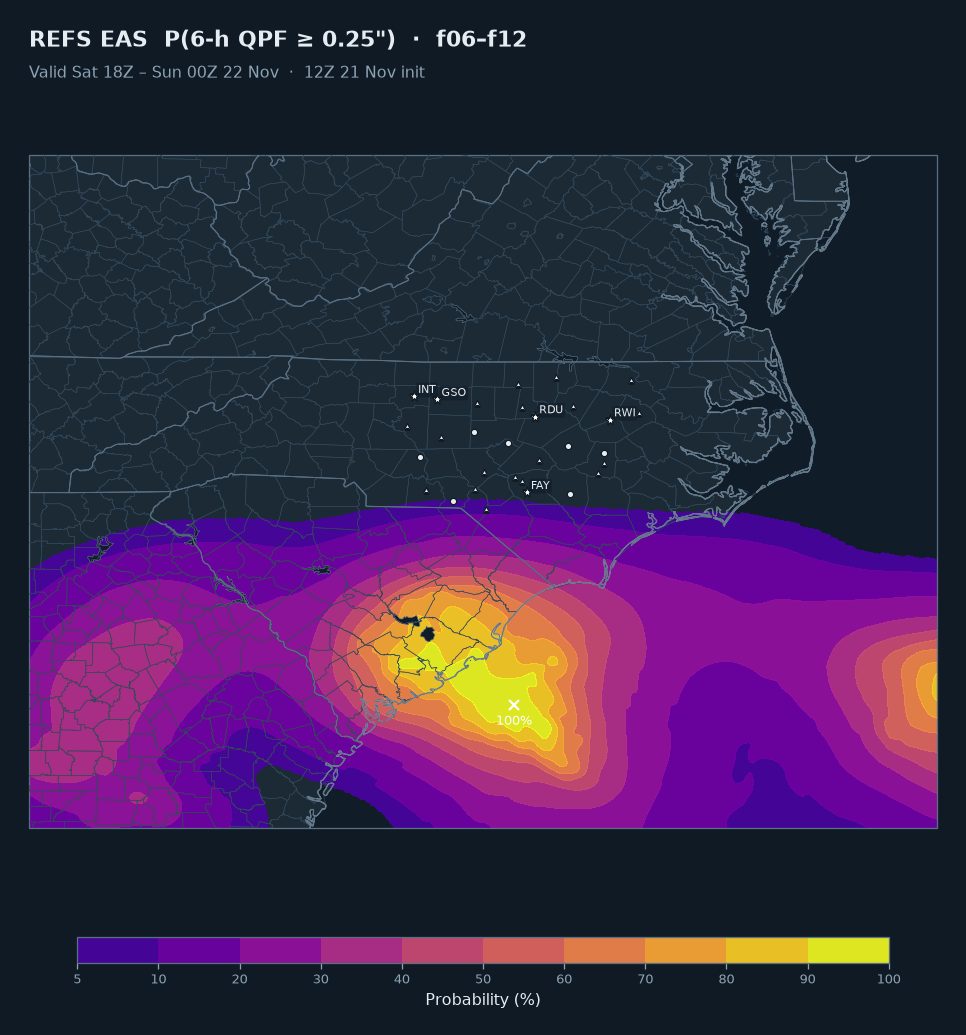 REFS EAS  P(6-h QPF ≥ 0.25")  ·  f06–f12
Valid Sat 18Z – Sun 00Z 22 Nov  ·  12Z 21 Nov init
INT
GSO
RDU
RWI
FAY
100%
5 10 20 30 40 50 60 70 80 90 100
Probability (%)